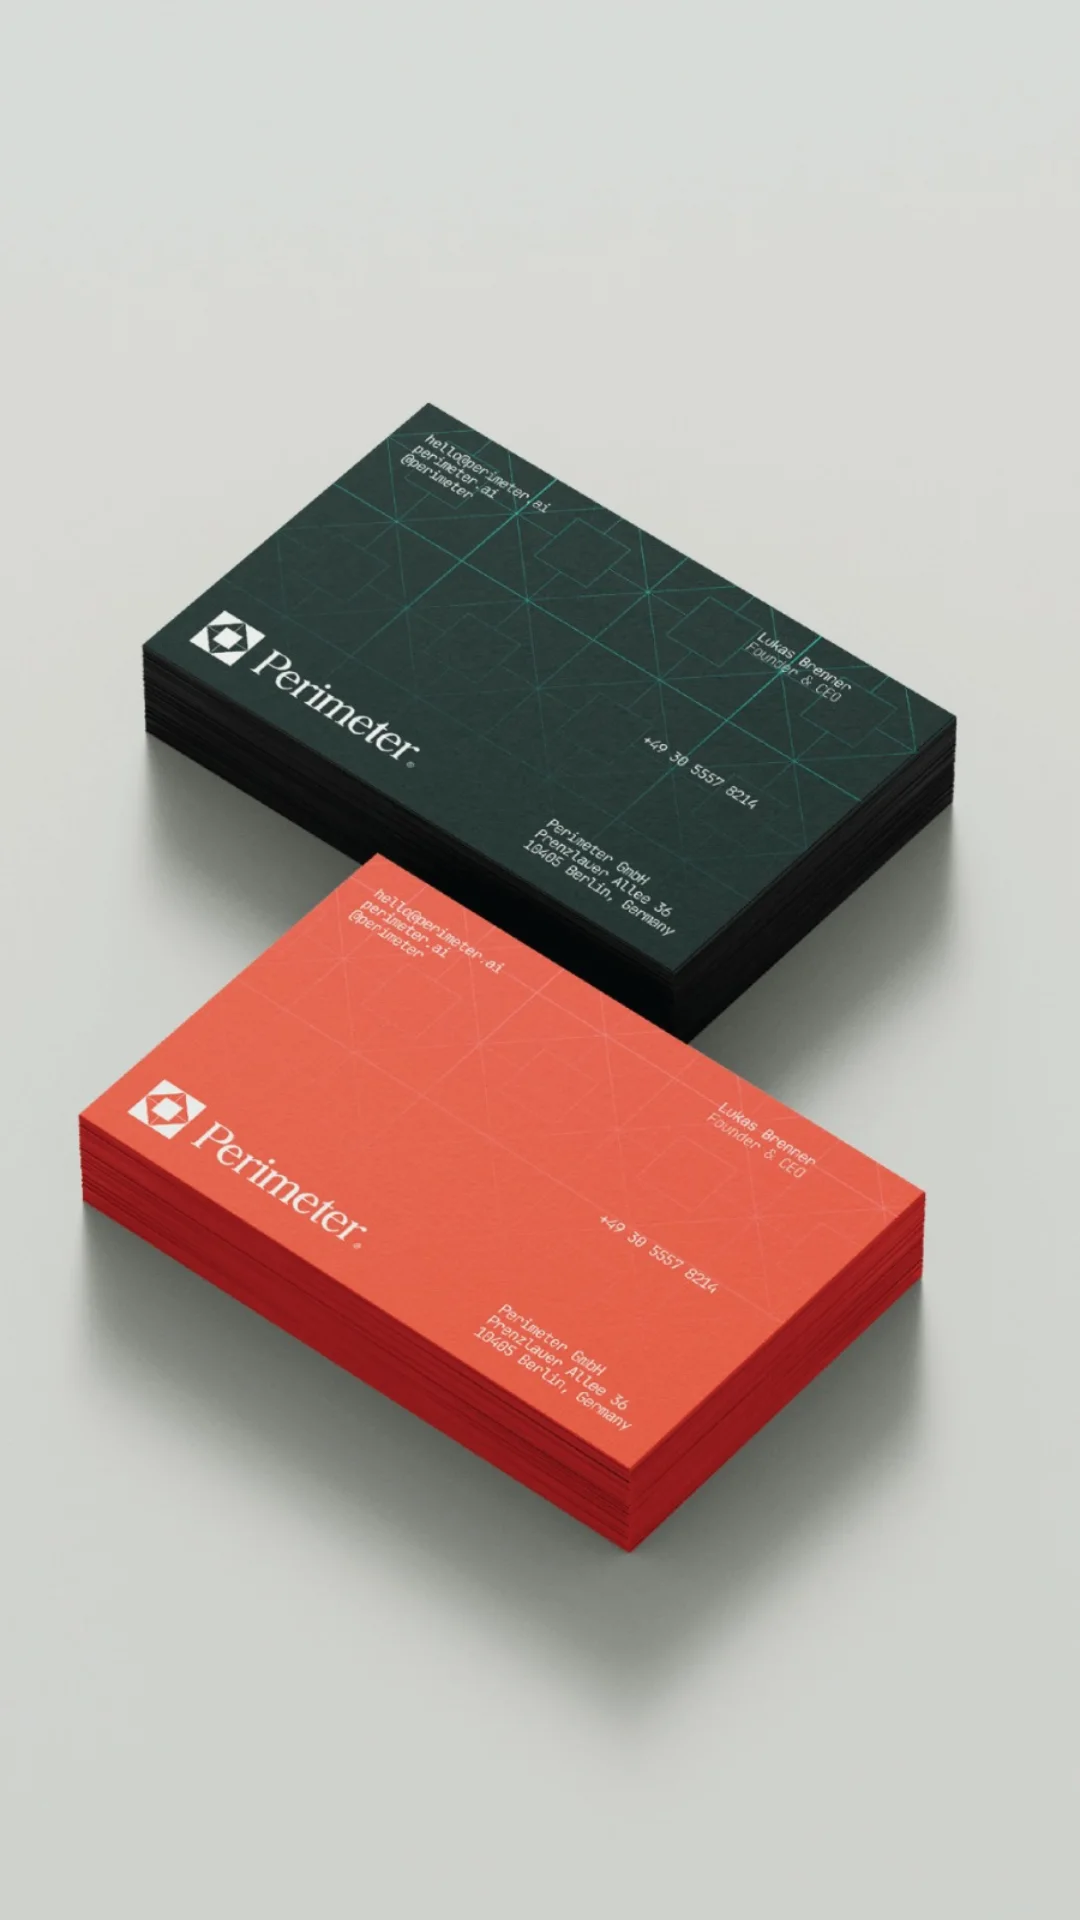 hello@perimeter.ai
perimeter.ai
@perimeter
Lukas Brenner
Founder & CEO
Perimeter®
+49 30 5557 8214
Perimeter GmbH
Prenzlauer Allee 36
10405 Berlin, Germany
hello@perimeter.ai
perimeter.ai
@perimeter
Lukas Brenner
Founder & CEO
Perimeter®
+49 30 5557 8214
Perimeter GmbH
Prenzlauer Allee 36
10405 Berlin, Germany